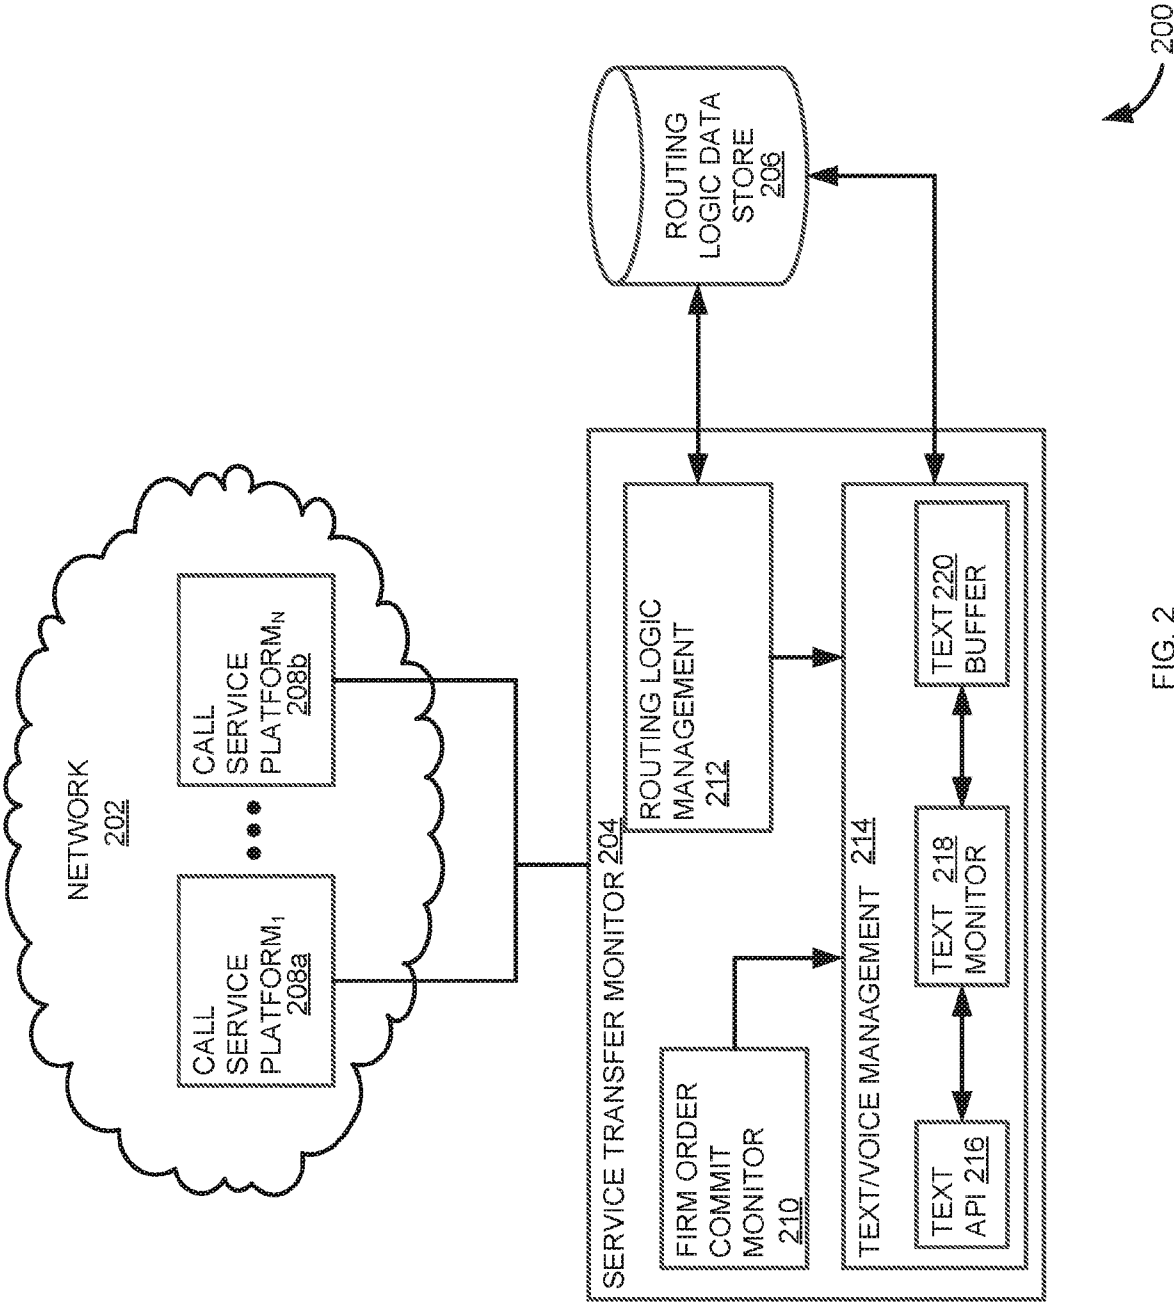 200
NETWORK
202
CALL
SERVICE
PLATFORM₁
208a
CALL
SERVICE
PLATFORM_N
208b
SERVICE TRANSFER MONITOR 204
FIRM ORDER
COMMIT
MONITOR
210
ROUTING LOGIC
MANAGEMENT
212
ROUTING
LOGIC DATA
STORE
206
TEXT/VOICE MANAGEMENT 214
TEXT
API 216
TEXT 218
MONITOR
TEXT 220
BUFFER
FIG. 2